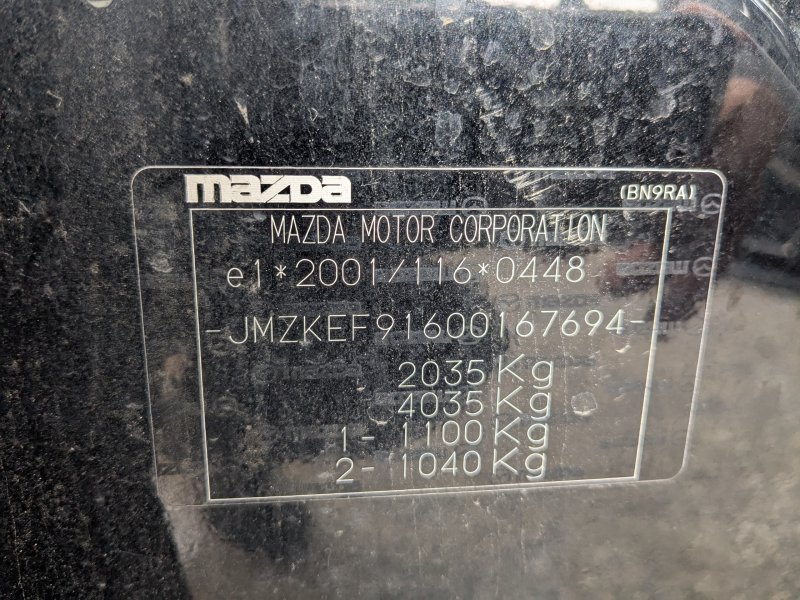 mazda (BN9RA)
MAZDA MOTOR CORPORATION
e1*2001/116*0448
-JMZKEF91600167694-
2035 Kg
4035 Kg
1- 1100 Kg
2- 1040 Kg